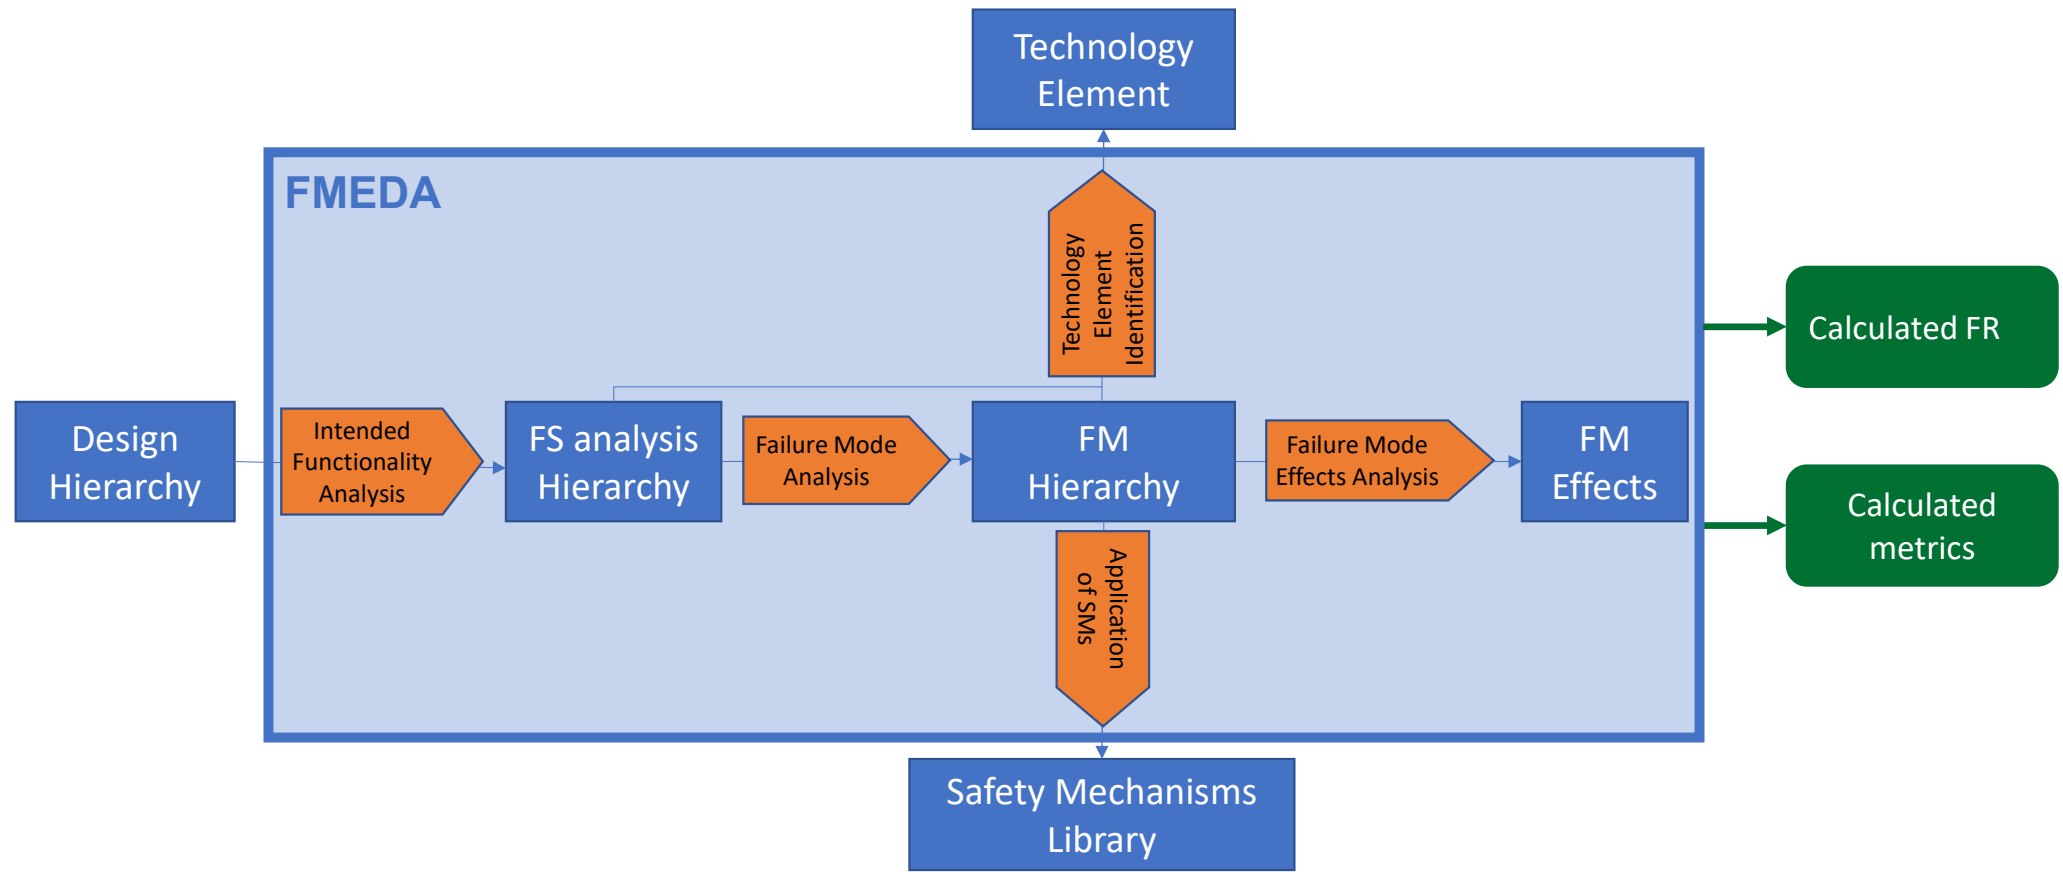 Technology
Element
FMEDA
Technology
Element
Identification
Calculated FR
Design
Hierarchy
Intended
Functionality
Analysis
FS analysis
Hierarchy
Failure Mode
Analysis
FM
Hierarchy
Failure Mode
Effects Analysis
FM
Effects
Calculated
metrics
Application
of SMs
Safety Mechanisms
Library